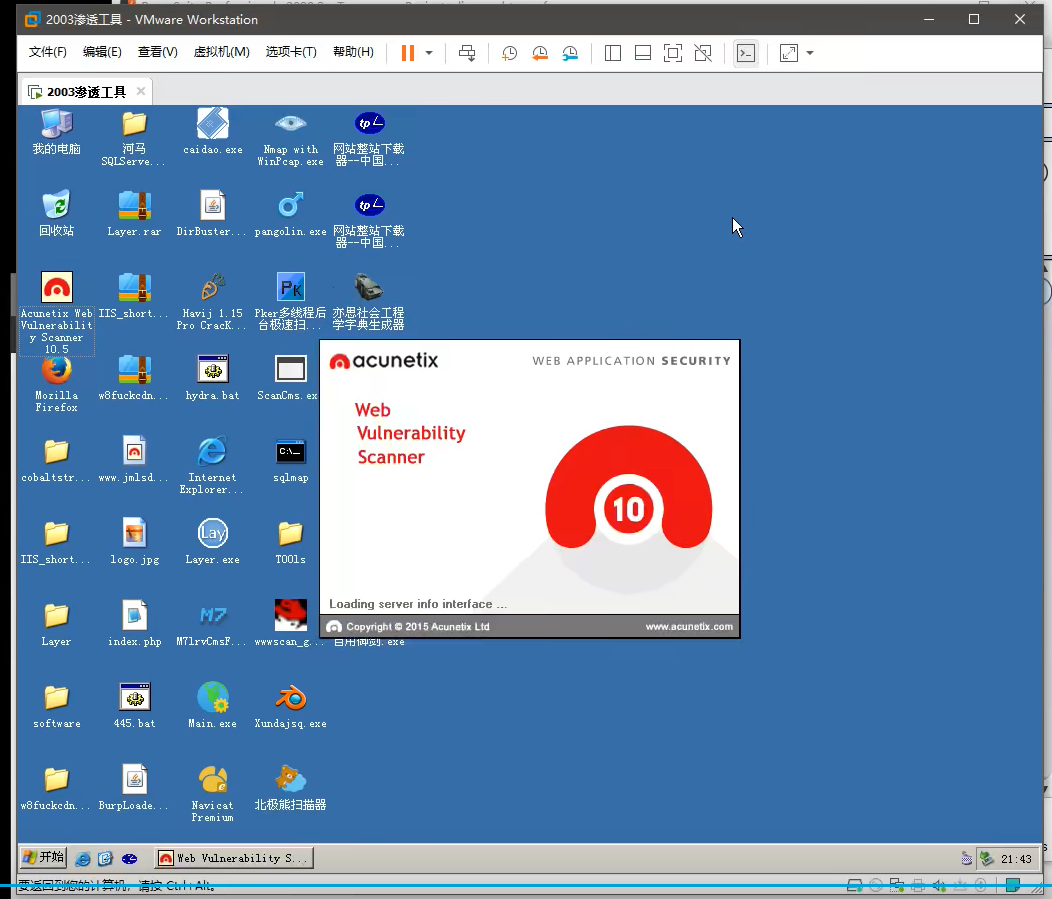 2003渗透工具 - VMware Workstation
文件(F) 编辑(E) 查看(V) 虚拟机(M) 选项卡(T) 帮助(H)
2003渗透工具
我的电脑
河马
SQLServe...
caidao.exe
Nmap with
WinPcap.exe
网站整站下载
器--中国...
回收站
Layer.rar
DirBuster...
pangolin.exe
网站整站下载
器--中国...
Acunetix Web
Vulnerabilit
y Scanner
10.5
IIS_short...
Havij 1.15
Pro CracK...
Pker多线程后
台极速扫...
亦思社会工程
学字典生成器
Mozilla
Firefox
w8fuckcdn...
hydra.bat
ScanCms.ex
cobaltstr...
www.jmlsd...
Internet
Explorer...
sqlmap
IIS_short...
logo.jpg
Layer.exe
TOOls
Layer
index.php
M7lrvCmsF...
wwwscan_g...
自用御剑.exe
software
445.bat
Main.exe
Xundajsq.exe
w8fuckcdn...
BurpLoade...
Navicat
Premium
北极熊扫描器
acunetix
WEB APPLICATION SECURITY
Web
Vulnerability
Scanner
10
Loading server info interface ...
Copyright © 2015 Acunetix Ltd
www.acunetix.com
开始
Web Vulnerability S...
21:43
要返回到您的计算机，请按 Ctrl+Alt。